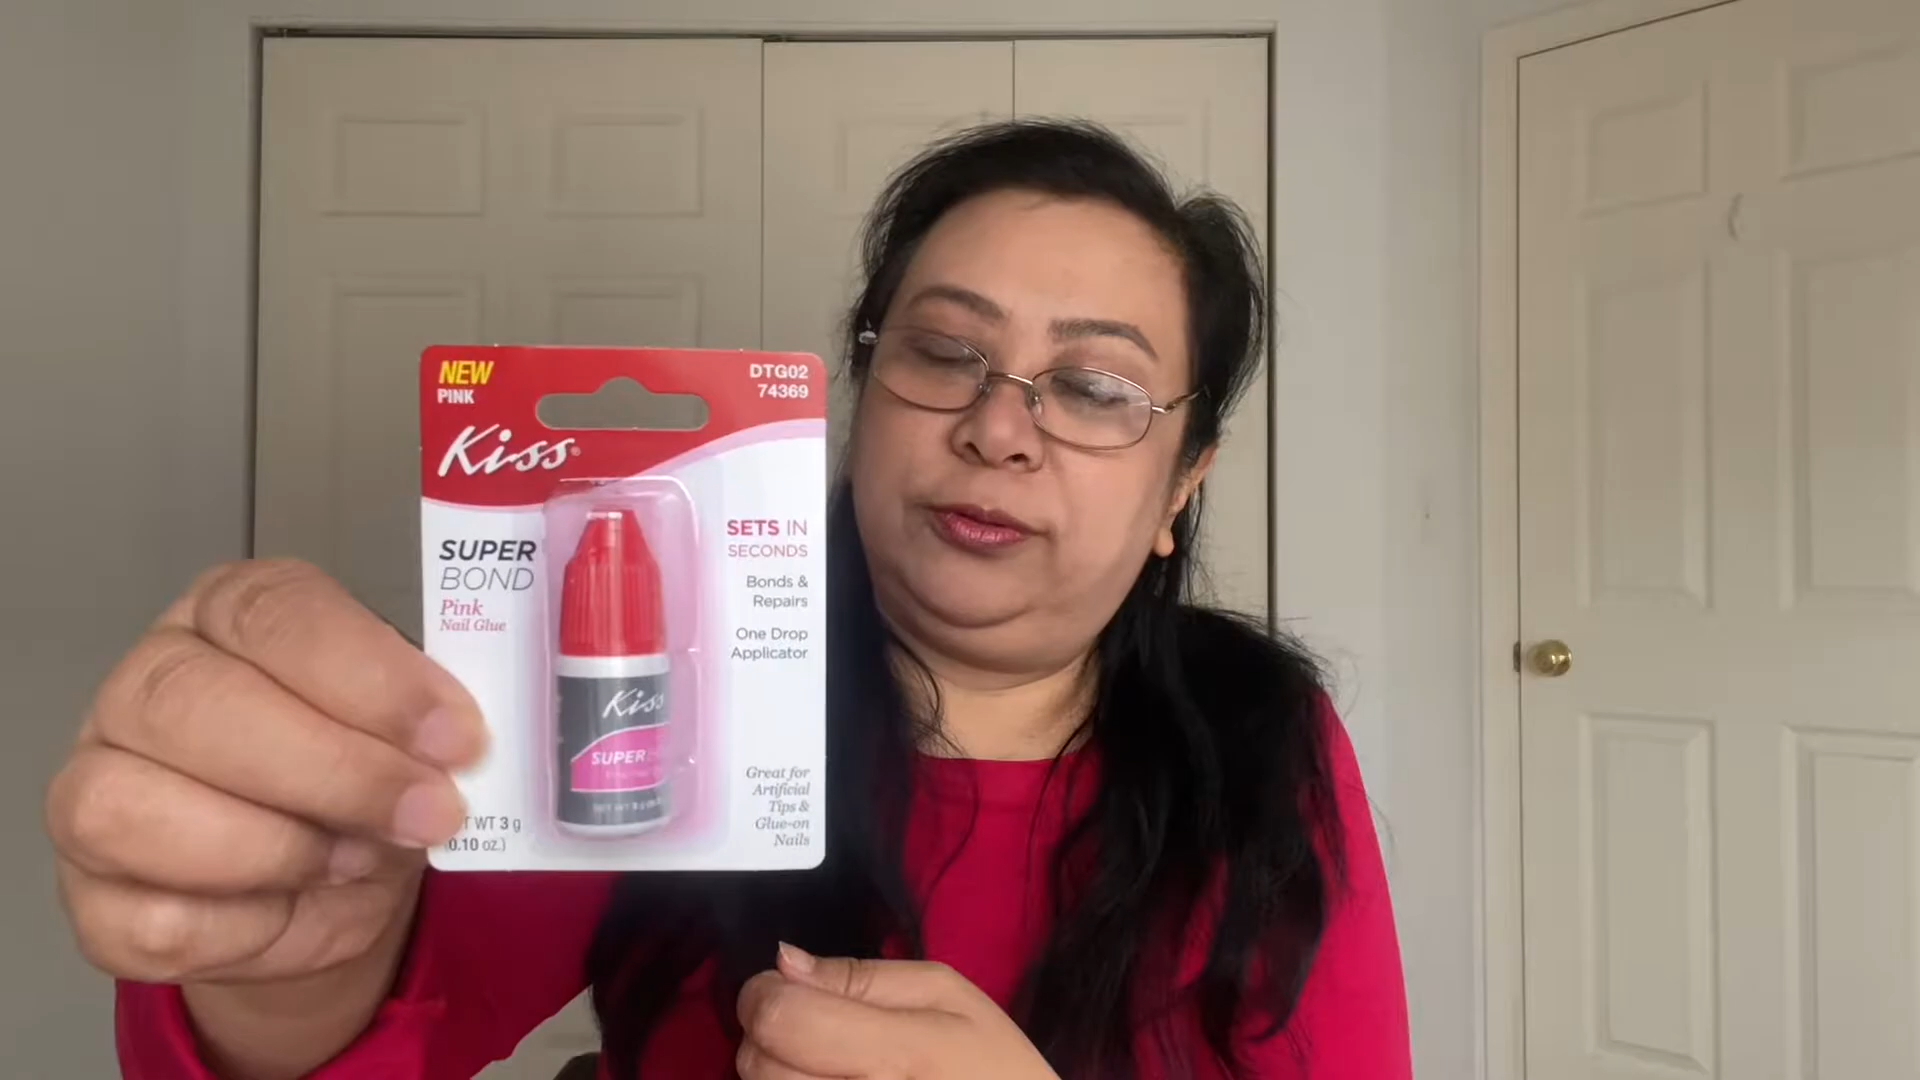 NEW
PINK
DTG02
74369
Kiss®
SUPER
BOND
Pink
Nail Glue
SETS IN
SECONDS
Bonds &
Repairs
One Drop
Applicator
Kiss
SUPER
Great for
Artificial
Tips &
Glue-on
Nails
WT 3 g
(0.10 oz.)